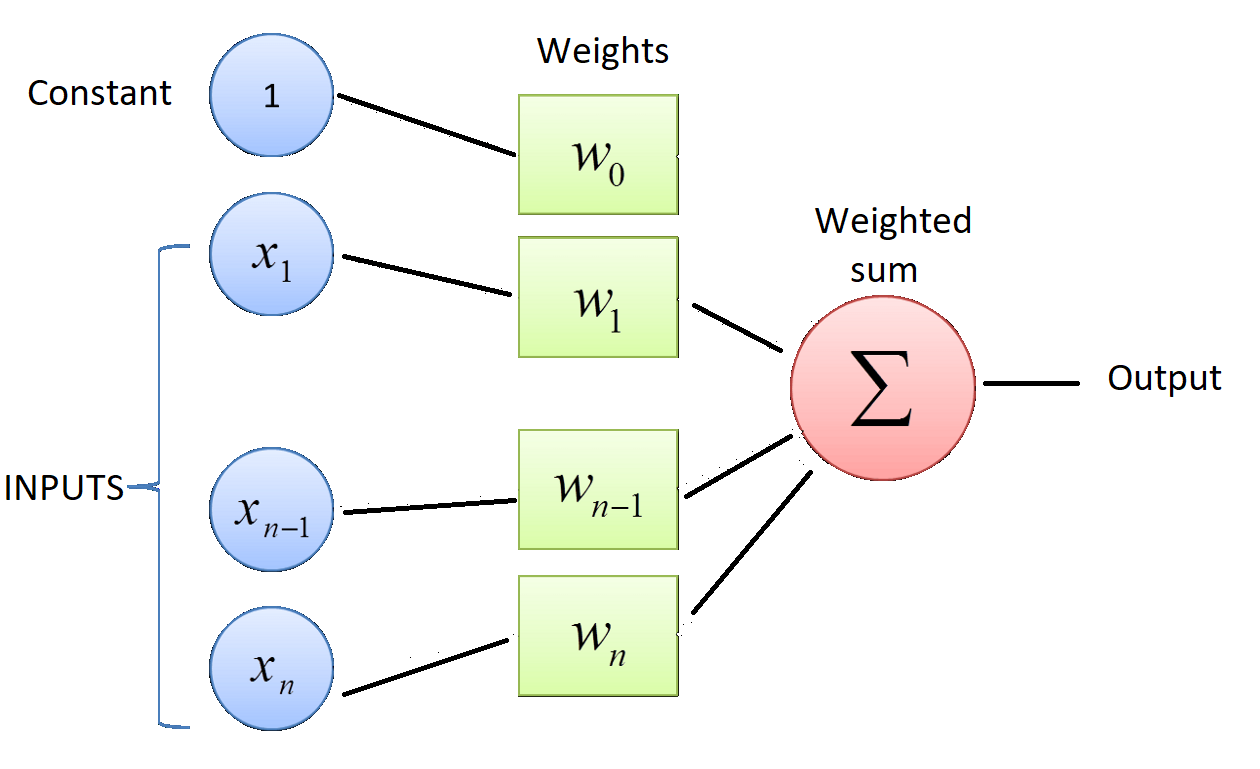 Weights
Constant
1
w₀
x₁
w₁
Weighted
sum
∑
Output
INPUTS
xₙ₋₁
wₙ₋₁
xₙ
wₙ